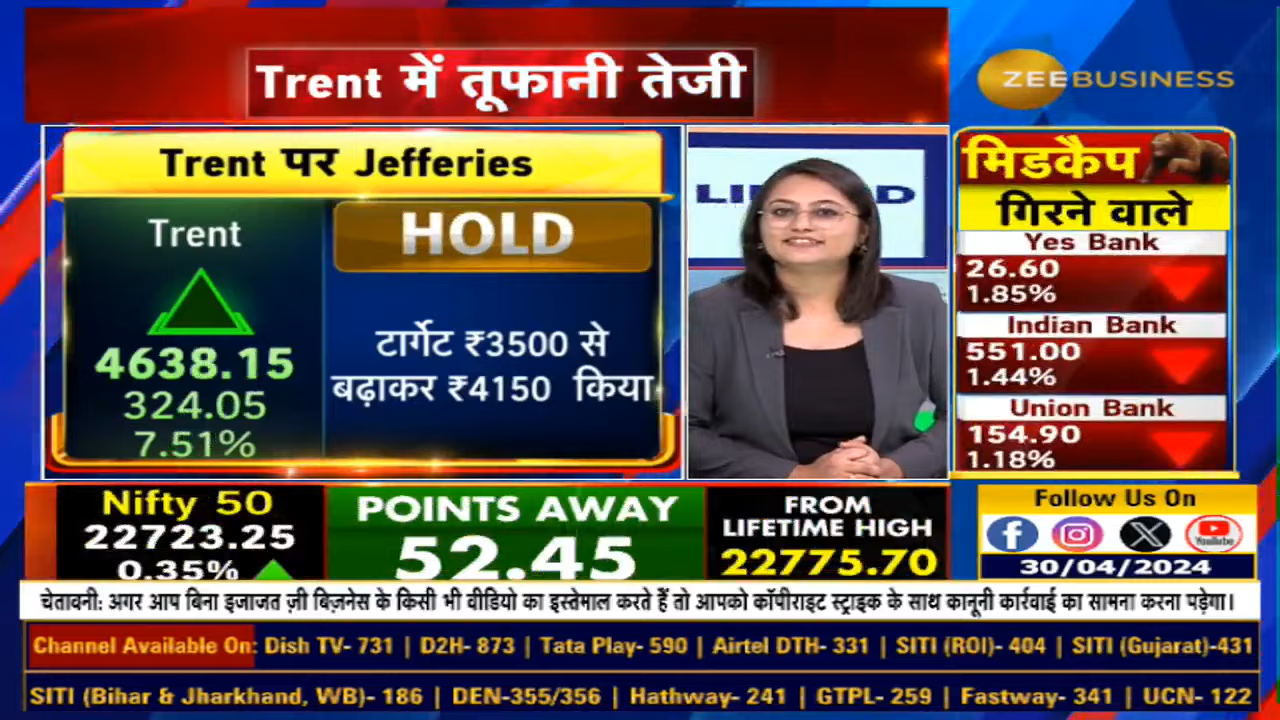 Trent में तूफानी तेजी
ZEE BUSINESS
Trent पर Jefferies
Trent
HOLD
4638.15
324.05
7.51%
टार्गेट ₹3500 से
बढ़ाकर ₹4150 किया
मिडकैप
गिरने वाले
Yes Bank
26.60
1.85%
Indian Bank
551.00
1.44%
Union Bank
154.90
1.18%
Nifty 50
22723.25
0.35%
POINTS AWAY
52.45
FROM
LIFETIME HIGH
22775.70
Follow Us On
YouTube
30/04/2024
चेतावनी: अगर आप बिना इजाजत ज़ी बिज़नेस के किसी भी वीडियो का इस्तेमाल करते हैं तो आपको कॉपीराइट स्ट्राइक के साथ कानूनी कार्रवाई का सामना करना पड़ेगा।
Channel Available On: Dish TV- 731 | D2H- 873 | Tata Play- 590 | Airtel DTH- 331 | SITI (ROI)- 404 | SITI (Gujarat)-431
SITI (Bihar & Jharkhand, WB)- 186 | DEN-355/356 | Hathway- 241 | GTPL- 259 | Fastway- 341 | UCN- 122